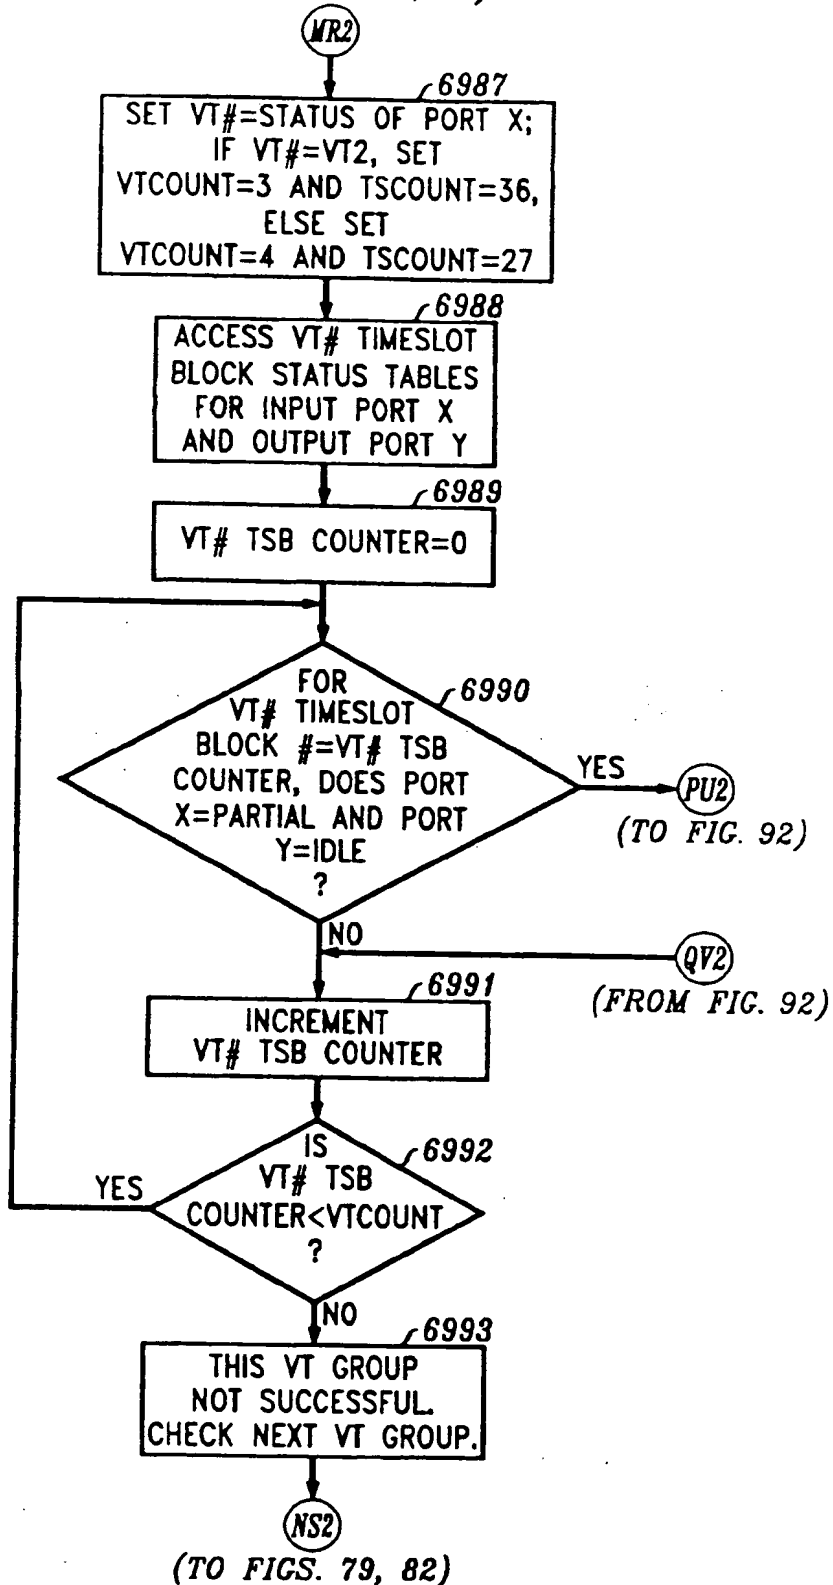 MR2
6987
SET VT#=STATUS OF PORT X;
IF VT#=VT2, SET
VTCOUNT=3 AND TSCOUNT=36,
ELSE SET
VTCOUNT=4 AND TSCOUNT=27
6988
ACCESS VT# TIMESLOT
BLOCK STATUS TABLES
FOR INPUT PORT X
AND OUTPUT PORT Y
6989
VT# TSB COUNTER=0
6990
FOR
VT# TIMESLOT
BLOCK #=VT# TSB
COUNTER, DOES PORT
X=PARTIAL AND PORT
Y=IDLE
?
YES
PU2
(TO FIG. 92)
NO
QV2
(FROM FIG. 92)
6991
INCREMENT
VT# TSB COUNTER
6992
IS
VT# TSB
COUNTER<VTCOUNT
?
YES
NO
6993
THIS VT GROUP
NOT SUCCESSFUL.
CHECK NEXT VT GROUP.
NS2
(TO FIGS. 79, 82)